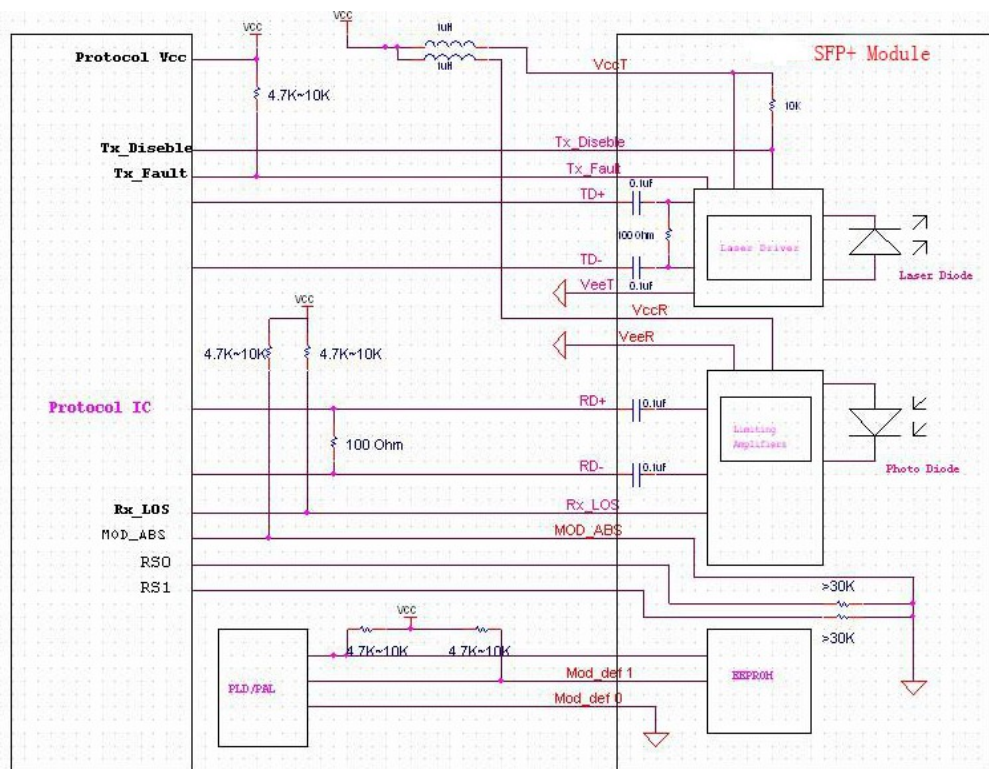 VCC
VCC
1uH
1uH
Protocol Vcc
SFP+ Module
VccT
4.7K~10K
10K
Tx_Diseble
Tx_Diseble
Tx_Fault
Tx_Fault
0.1uf
TD+
100 Ohm
Laser Driver
TD-
Laser Diode
VeeT
0.1uf
VCC
VccR
VeeR
4.7K~10K
4.7K~10K
Protocol IC
RD+
0.1uf
Limiting
Amplifiers
100 Ohm
RD-
0.1uf
Photo Diode
Rx_LOS
Rx_LOS
MOD_ABS
MOD_ABS
RS0
>30K
RS1
VCC
>30K
4.7K~10K
4.7K~10K
PLD/PAL
Mod_def 1
EEPROM
Mod_def 0